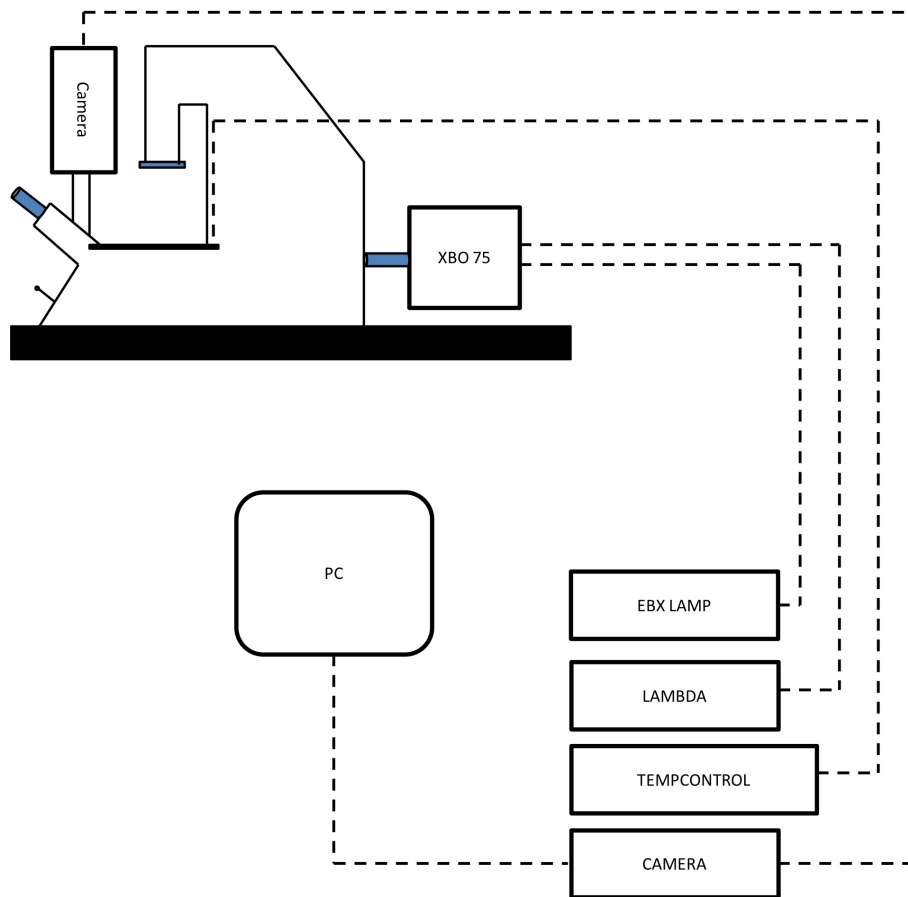 Camera
XBO 75
PC
EBX LAMP
LAMBDA
TEMPCONTROL
CAMERA